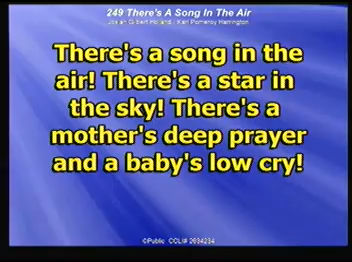 249 There's A Song In The Air
Josiah Gilbert Holland / Karl Pomeroy Harrington
There's a song in the
air! There's a star in
the sky! There's a
mother's deep prayer
and a baby's low cry!
©Public CCLI# 2634234